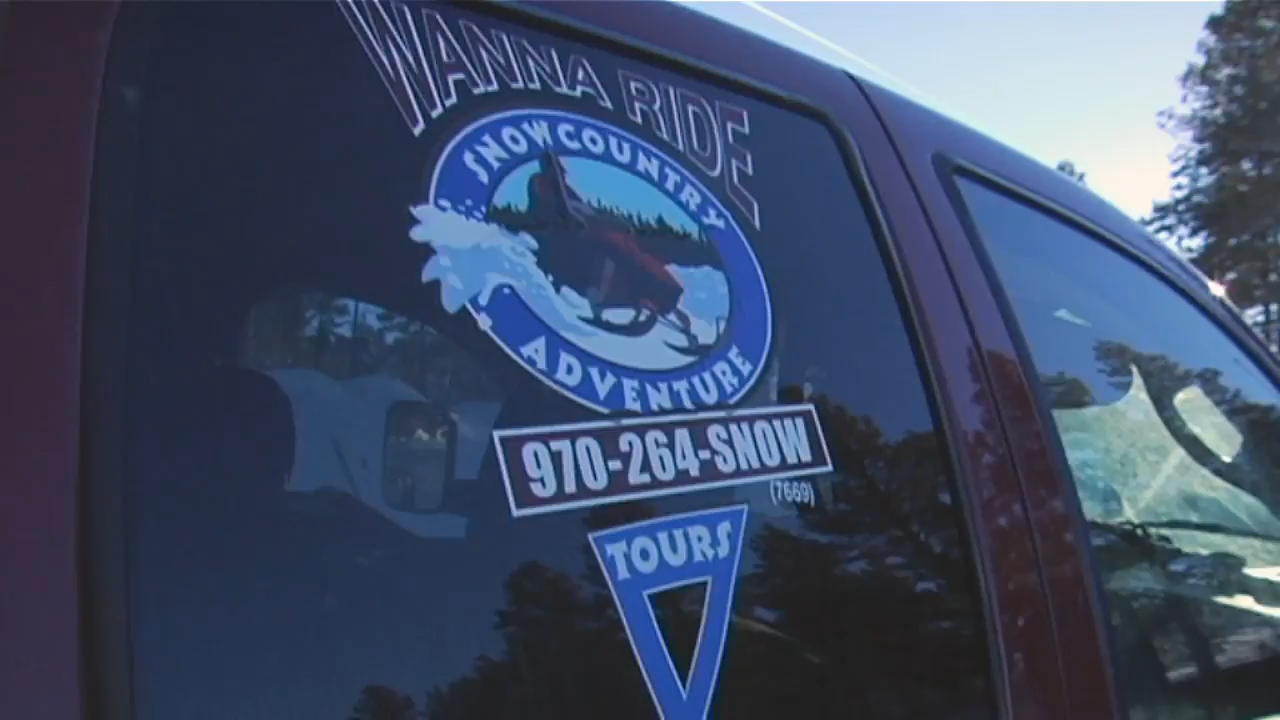 WANNA RIDE
SNOWCOUNTRY
ADVENTURE
970-264-SNOW
(7669)
TOURS